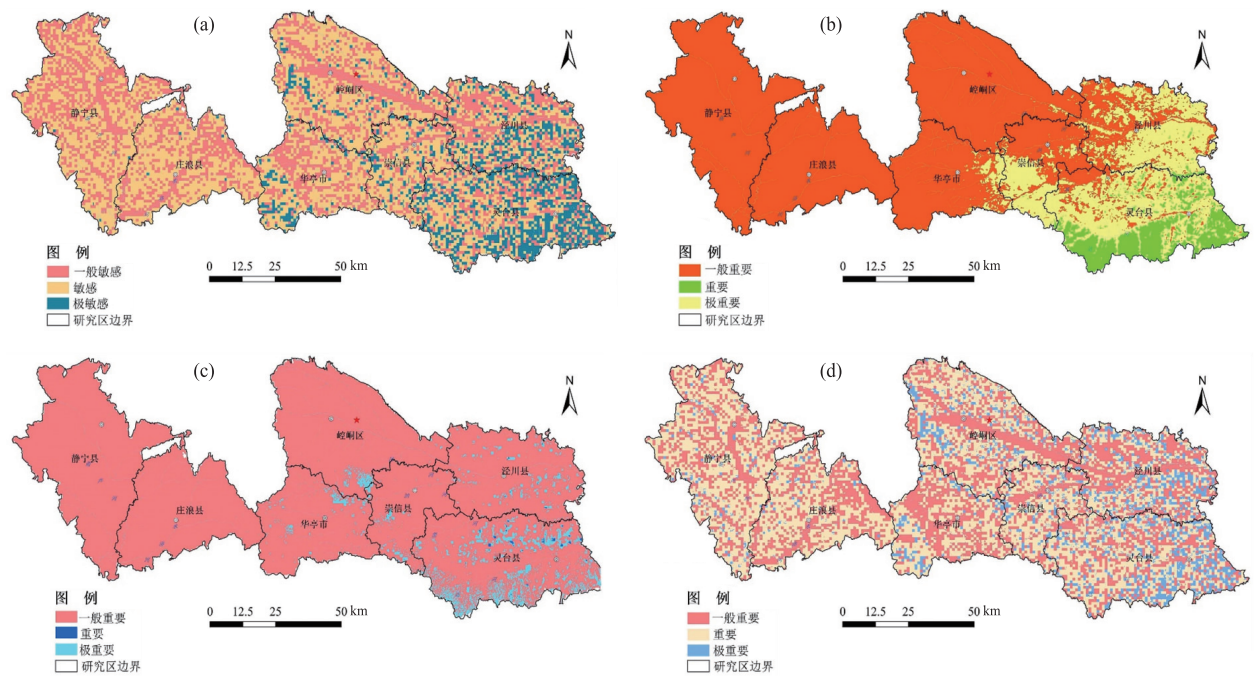 (a)
N
静宁县
庄浪县
崆峒区
华亭市
崇信县
泾川县
灵台县
图 例
一般敏感
敏感
极敏感
研究区边界
0 12.5 25 50 km
(b)
N
静宁县
庄浪县
崆峒区
华亭市
崇信县
泾川县
灵台县
图 例
一般重要
重要
极重要
研究区边界
0 12.5 25 50 km
(c)
N
静宁县
庄浪县
崆峒区
华亭市
崇信县
泾川县
灵台县
图 例
一般重要
重要
极重要
研究区边界
0 12.5 25 50 km
(d)
N
静宁县
庄浪县
崆峒区
华亭市
崇信县
泾川县
灵台县
图 例
一般重要
重要
极重要
研究区边界
0 12.5 25 50 km